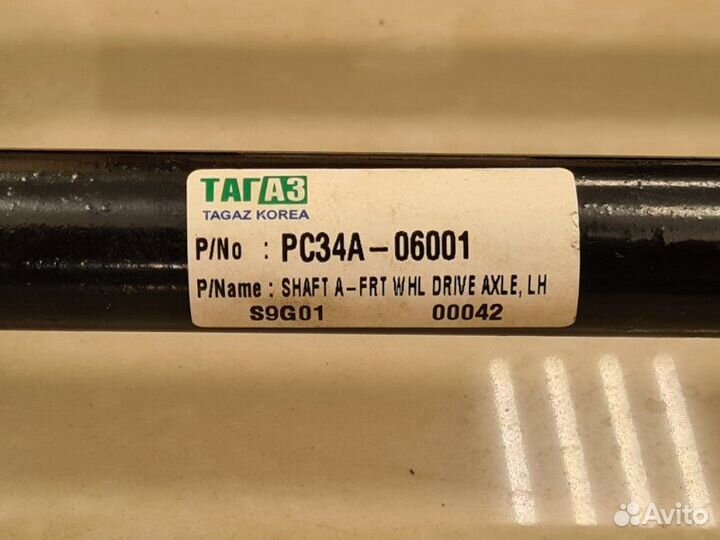 ТАГАЗ
TAGAZ KOREA
P/No : PC34A-06001
P/Name : SHAFT A-FRT WHL DRIVE AXLE, LH
S9G01 00042
Avito